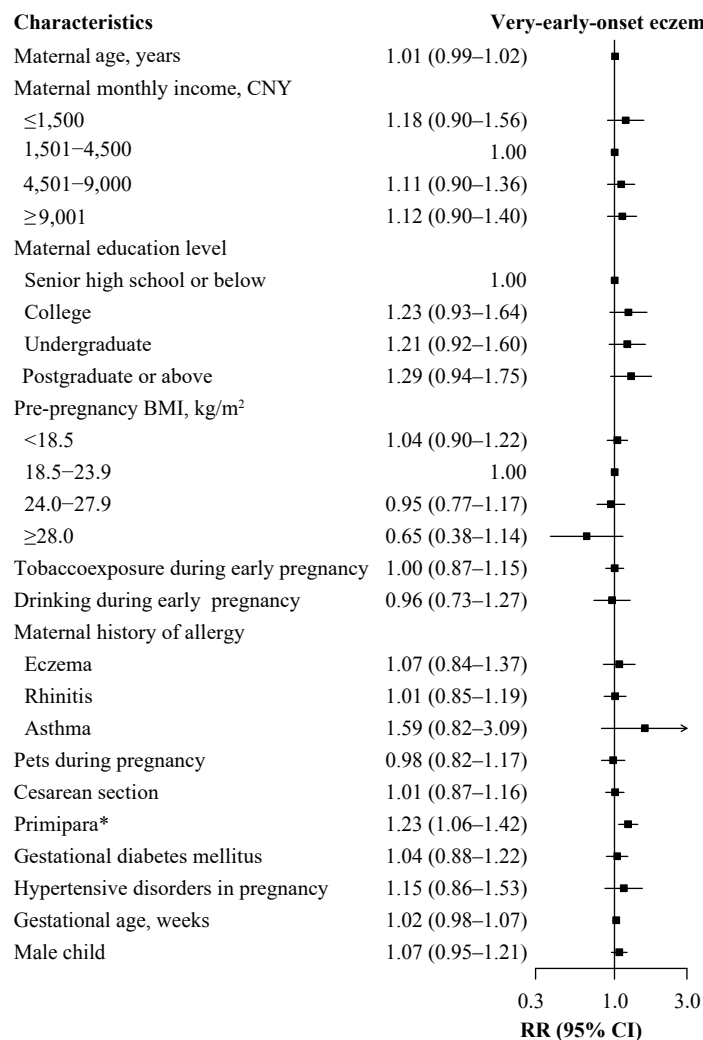 Characteristics Very-early-onset eczem
Maternal age, years 1.01 (0.99–1.02)
Maternal monthly income, CNY
≤1,500 1.18 (0.90–1.56)
1,501−4,500 1.00
4,501−9,000 1.11 (0.90–1.36)
≥9,001 1.12 (0.90–1.40)
Maternal education level
Senior high school or below 1.00
College 1.23 (0.93–1.64)
Undergraduate 1.21 (0.92–1.60)
Postgraduate or above 1.29 (0.94–1.75)
Pre-pregnancy BMI, kg/m²
<18.5 1.04 (0.90–1.22)
18.5−23.9 1.00
24.0−27.9 0.95 (0.77–1.17)
≥28.0 0.65 (0.38–1.14)
Tobaccoexposure during early pregnancy 1.00 (0.87–1.15)
Drinking during early pregnancy 0.96 (0.73–1.27)
Maternal history of allergy
Eczema 1.07 (0.84–1.37)
Rhinitis 1.01 (0.85–1.19)
Asthma 1.59 (0.82–3.09)
Pets during pregnancy 0.98 (0.82–1.17)
Cesarean section 1.01 (0.87–1.16)
Primipara* 1.23 (1.06–1.42)
Gestational diabetes mellitus 1.04 (0.88–1.22)
Hypertensive disorders in pregnancy 1.15 (0.86–1.53)
Gestational age, weeks 1.02 (0.98–1.07)
Male child 1.07 (0.95–1.21)
0.3 1.0 3.0
RR (95% CI)